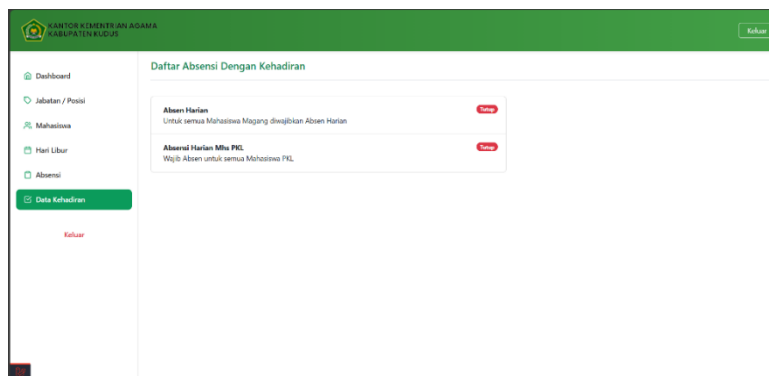 KANTOR KEMENTRIAN AGAMA
KABUPATEN KUDUS
Keluar
Dashboard
Jabatan / Posisi
Mahasiswa
Hari Libur
Absensi
Data Kehadiran
Keluar
Daftar Absensi Dengan Kehadiran
Absen Harian
Tutup
Untuk semua Mahasiswa Magang diwajibkan Absen Harian
Absensi Harian Mhs PKL
Tutup
Wajib Absen untuk semua Mahasiswa PKL